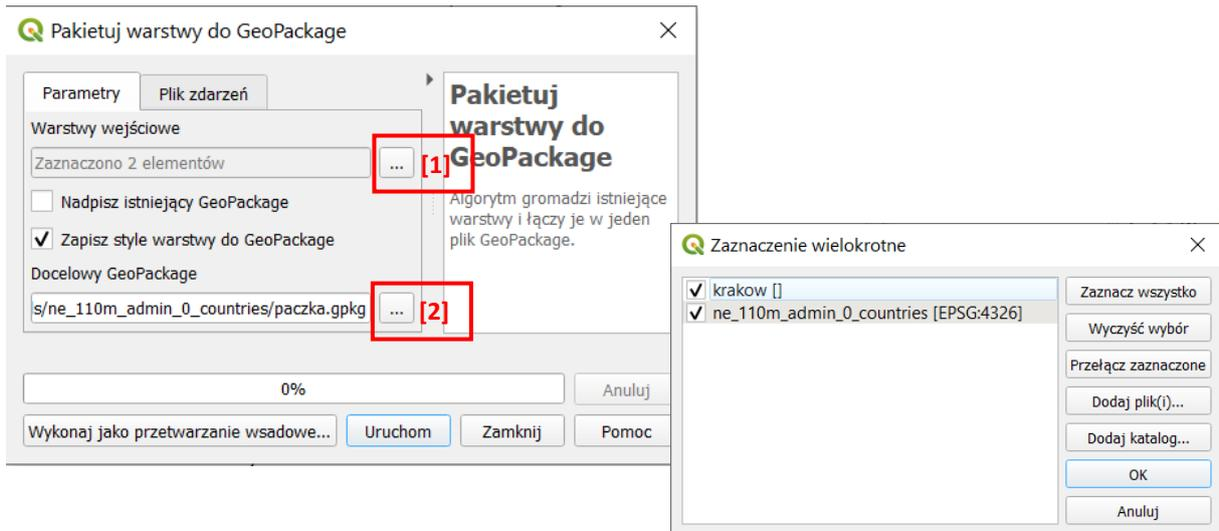 Pakietuj warstwy do GeoPackage
Parametry
Plik zdarzeń
Warstwy wejściowe
Zaznaczono 2 elementów
...
[1]
Nadpisz istniejący GeoPackage
Zapisz style warstwy do GeoPackage
Docelowy GeoPackage
s/ne_110m_admin_0_countries/paczka.gpkg
...
[2]
Pakietuj
warstwy do
GeoPackage
Algorytm gromadzi istniejące
warstwy i łączy je w jeden
plik GeoPackage.
0%
Anuluj
Wykonaj jako przetwarzanie wsadowe...
Uruchom
Zamknij
Pomoc
Zaznaczenie wielokrotne
krakow []
ne_110m_admin_0_countries [EPSG:4326]
Zaznacz wszystko
Wyczyść wybór
Przełącz zaznaczone
Dodaj plik(i)...
Dodaj katalog...
OK
Anuluj